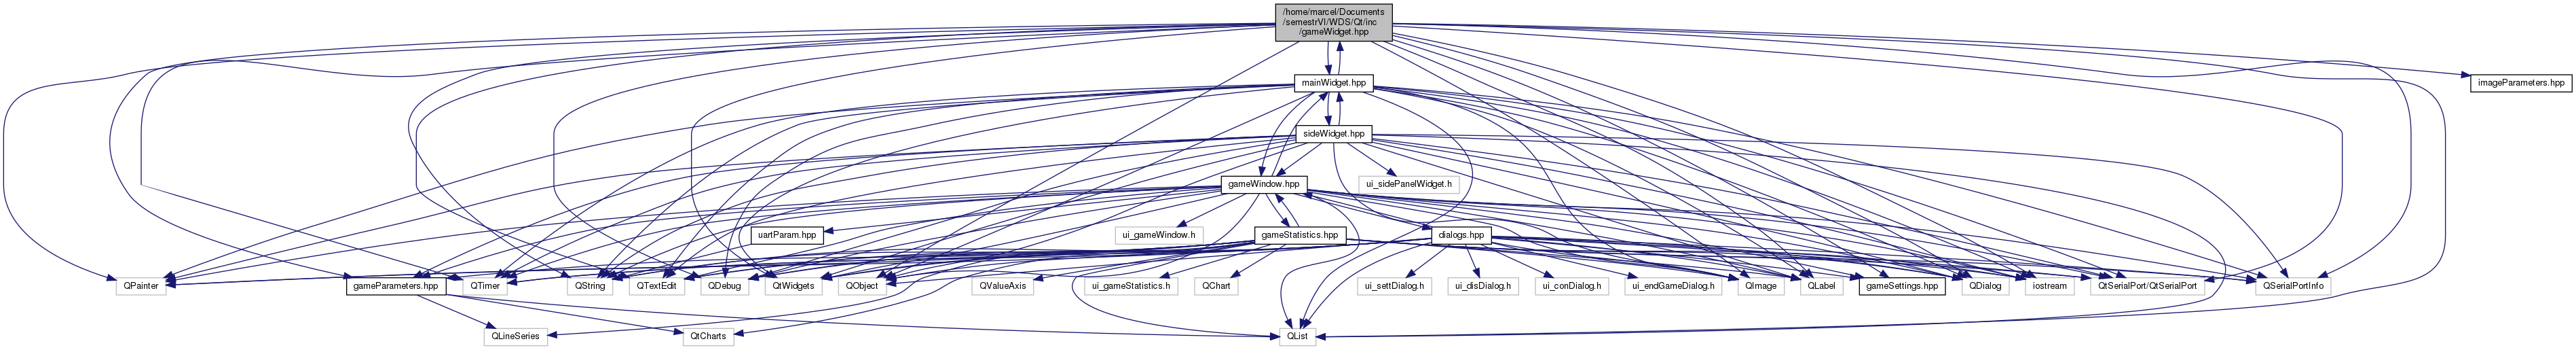 /home/marcel/Documents
/semestrVI/WDS/Qt/inc
/gameWidget.hpp
mainWidget.hpp
imageParameters.hpp
sideWidget.hpp
gameWindow.hpp
ui_sidePanelWidget.h
uartParam.hpp
ui_gameWindow.h
gameStatistics.hpp
dialogs.hpp
QPainter
gameParameters.hpp
QTimer
QString
QTextEdit
QDebug
QtWidgets
QObject
QValueAxis
ui_gameStatistics.h
QChart
ui_settDialog.h
ui_disDialog.h
ui_conDialog.h
ui_endGameDialog.h
QImage
QLabel
gameSettings.hpp
QDialog
iostream
QtSerialPort/QtSerialPort
QSerialPortInfo
QLineSeries
QtCharts
QList